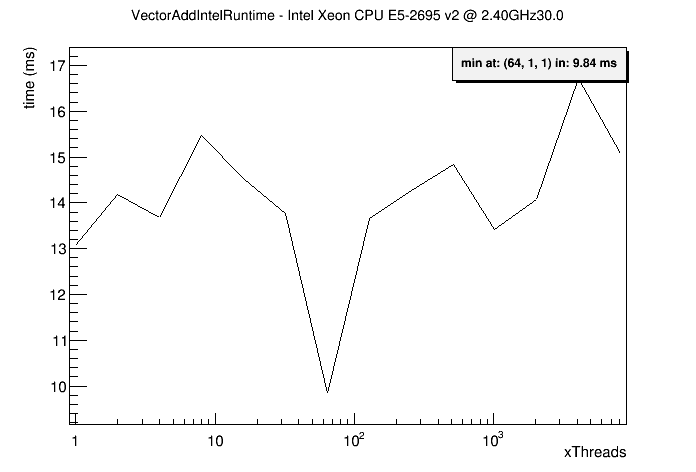 VectorAddIntelRuntime - Intel Xeon CPU E5-2695 v2 @ 2.40GHz30.0
time (ms)
min at: (64, 1, 1) in: 9.84 ms
17
16
15
14
13
12
11
10
1 10 10² 10³
xThreads